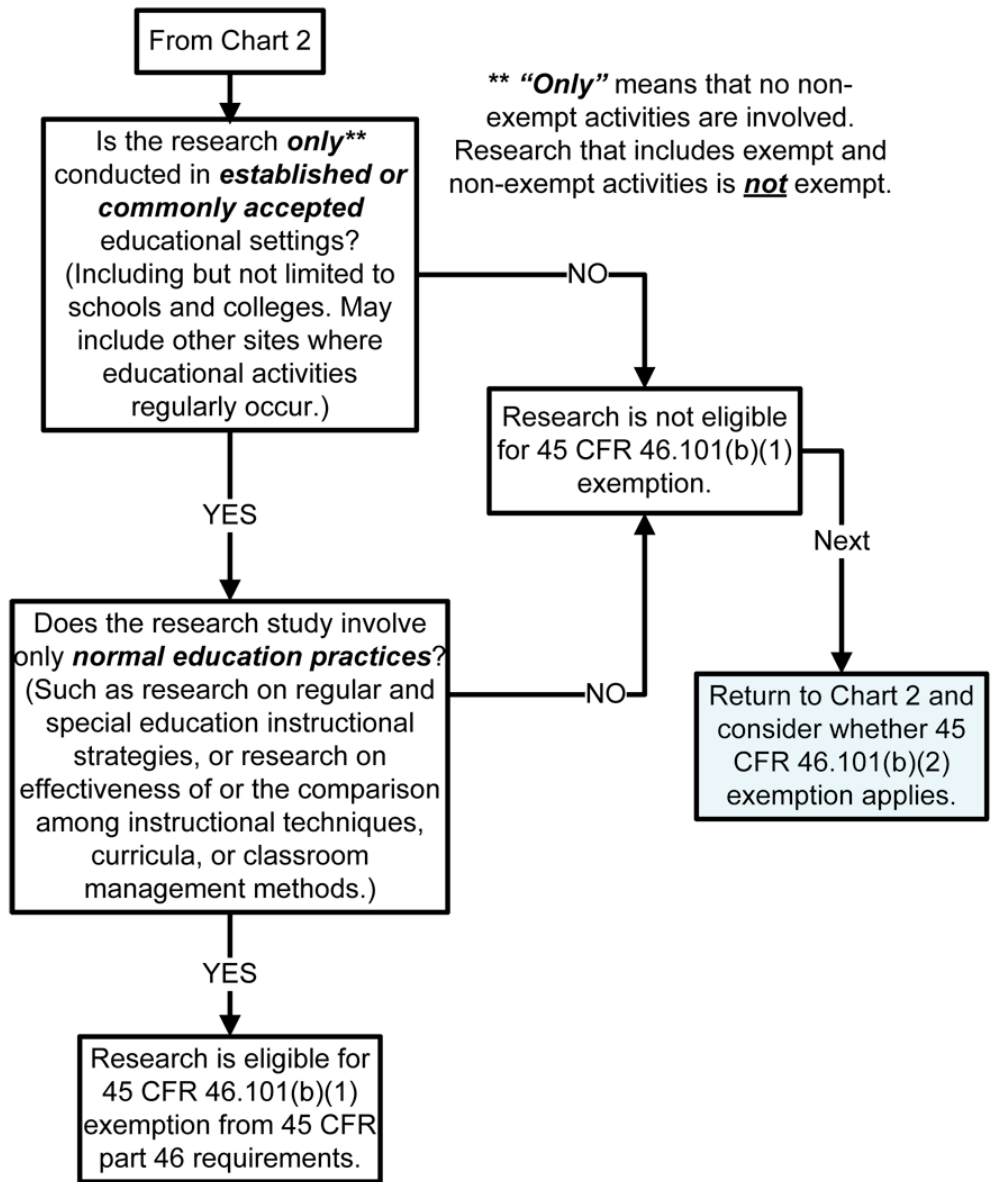 From Chart 2
** “Only” means that no non-
exempt activities are involved.
Research that includes exempt and
non-exempt activities is not exempt.
Is the research only**
conducted in established or
commonly accepted
educational settings?
(Including but not limited to
schools and colleges. May
include other sites where
educational activities
regularly occur.)
NO
Research is not eligible
for 45 CFR 46.101(b)(1)
exemption.
YES
Next
Does the research study involve
only normal education practices?
(Such as research on regular and
special education instructional
strategies, or research on
effectiveness of or the comparison
among instructional techniques,
curricula, or classroom
management methods.)
NO
Return to Chart 2 and
consider whether 45
CFR 46.101(b)(2)
exemption applies.
YES
Research is eligible for
45 CFR 46.101(b)(1)
exemption from 45 CFR
part 46 requirements.